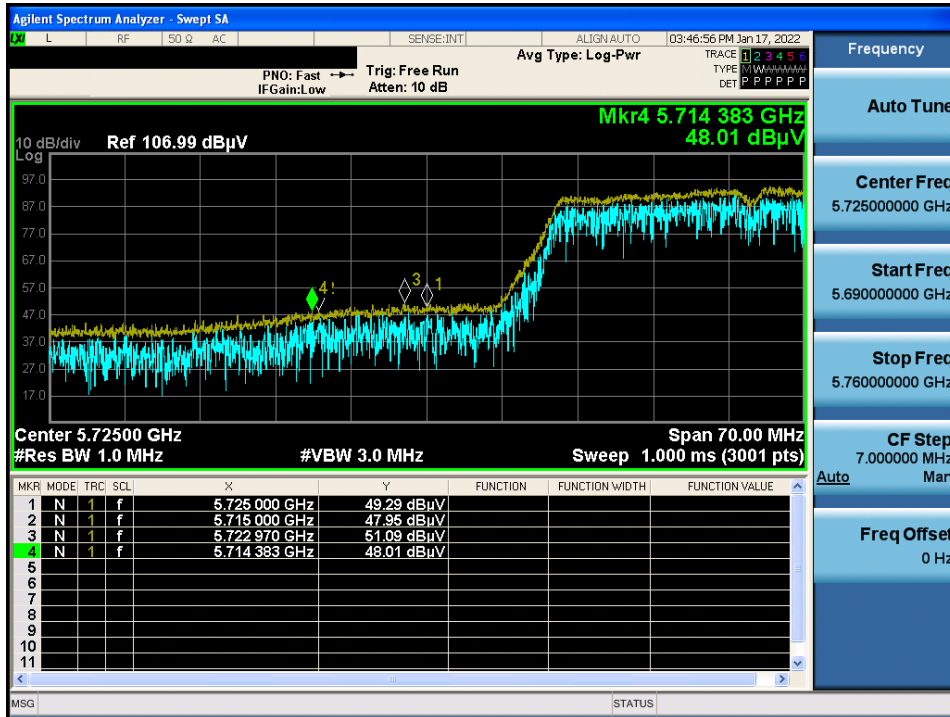 Agilent Spectrum Analyzer - Swept SA
LXI L RF 50 Ω AC SENSE:INT ALIGN AUTO 03:46:56 PM Jan 17, 2022
PNO: Fast
IFGain:Low
Trig: Free Run
Atten: 10 dB
Avg Type: Log-Pwr
TRACE 1 2 3 4 5 6
TYPE M W W W W W
DET P P P P P P
Mkr4 5.714 383 GHz
48.01 dBµV
10 dB/div
Log
Ref 106.99 dBµV
97.0
87.0
77.0
67.0
57.0
47.0
37.0
27.0
17.0
4
3
1
Center 5.72500 GHz
Span 70.00 MHz
#Res BW 1.0 MHz
#VBW 3.0 MHz
Sweep 1.000 ms (3001 pts)
MKR MODE TRC SCL X Y FUNCTION FUNCTION WIDTH FUNCTION VALUE
1 N 1 f 5.725 000 GHz 49.29 dBµV
2 N 1 f 5.715 000 GHz 47.95 dBµV
3 N 1 f 5.722 970 GHz 51.09 dBµV
4 N 1 f 5.714 383 GHz 48.01 dBµV
5
6
7
8
9
10
11
MSG
STATUS
Frequency
Auto Tune
Center Freq
5.725000000 GHz
Start Freq
5.690000000 GHz
Stop Freq
5.760000000 GHz
CF Step
7.000000 MHz
Auto Man
Freq Offset
0 Hz